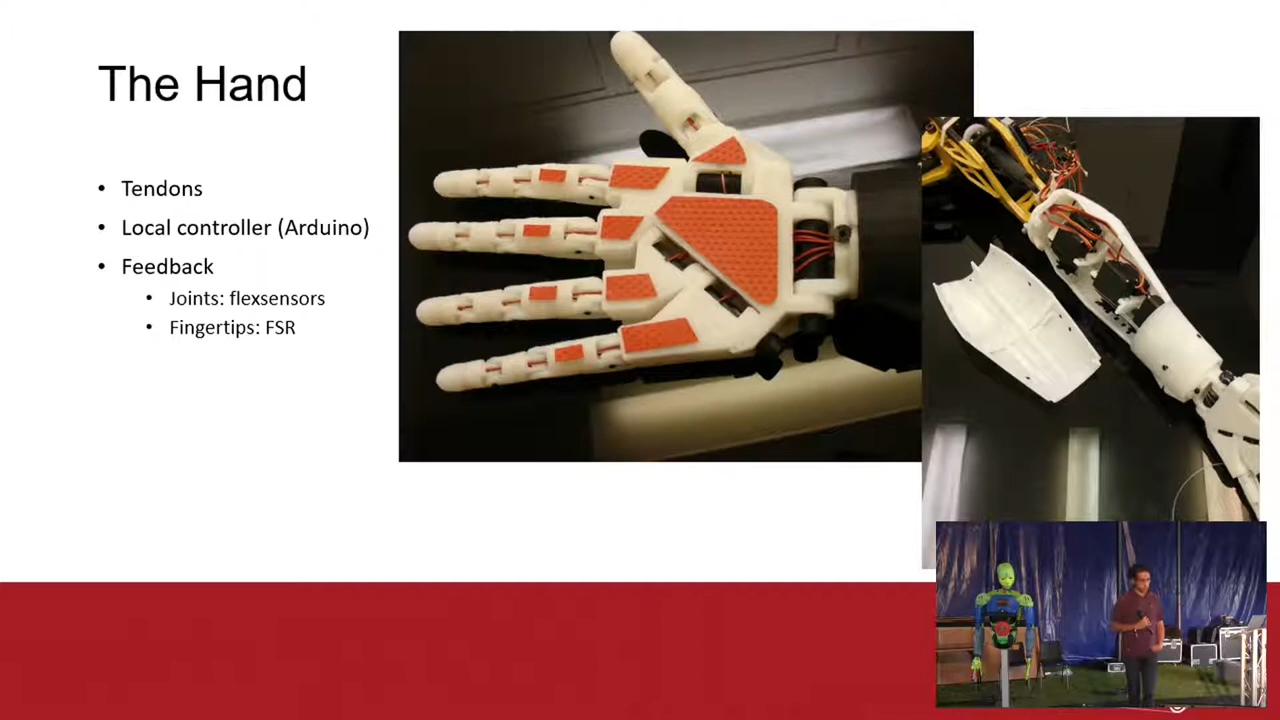 The Hand
• Tendons
• Local controller (Arduino)
• Feedback
• Joints: flexsensors
• Fingertips: FSR